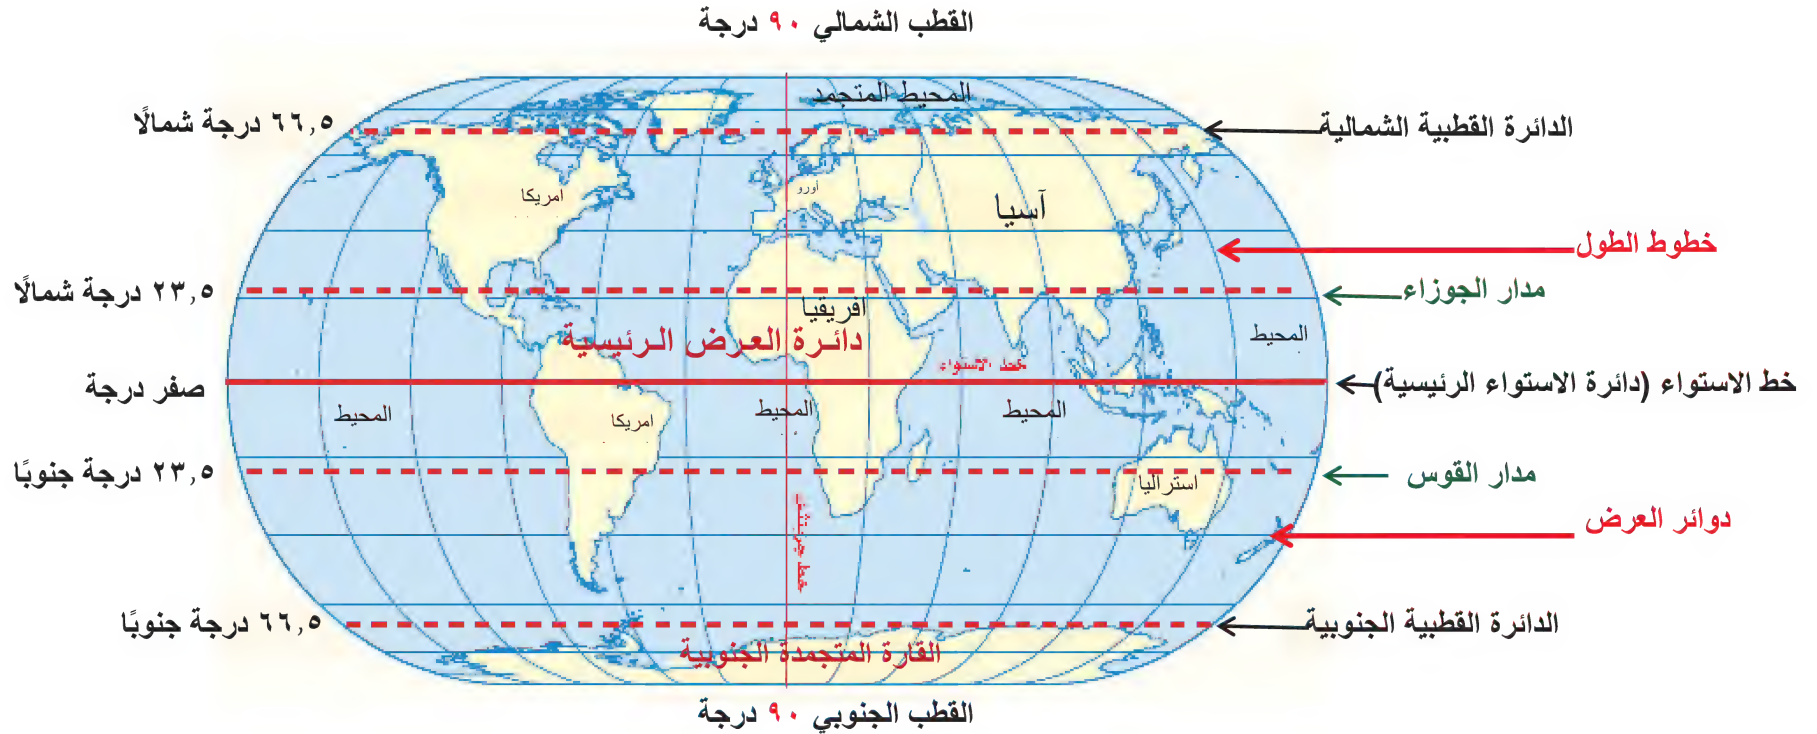 القطب الشمالي ٩٠ درجة
المحيط المتجمد
الدائرة القطبية الشمالية
٦٦,٥ درجة شمالًا
أورو
امريكا
آسيا
خطوط الطول
مدار الجوزاء
٢٣,٥ درجة شمالًا
افريقيا
المحيط
دائرة العرض الرئيسية
خط الاستواء
خط الاستواء (دائرة الاستواء الرئيسية)
صفر درجة
المحيط
المحيط
المحيط
امريكا
مدار القوس
٢٣,٥ درجة جنوبًا
استراليا
دوائر العرض
خط جرينتش
الدائرة القطبية الجنوبية
٦٦,٥ درجة جنوبًا
القارة المتجمدة الجنوبية
القطب الجنوبي ٩٠ درجة